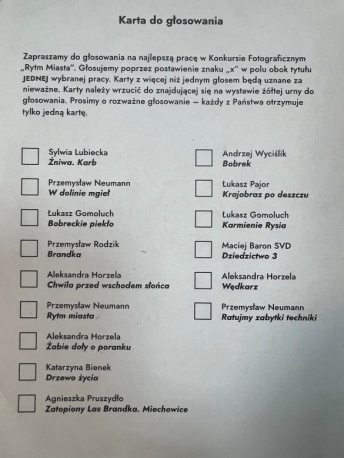 Karta do głosowania
Zapraszamy do głosowania na najlepszą pracę w Konkursie Fotograficznym
„Rytm Miasta”. Głosujemy poprzez postawienie znaku „x” w polu obok tytułu
JEDNEJ wybranej pracy. Karty z więcej niż jednym głosem będą uznane za
nieważne. Karty należy wrzucić do znajdującej się na wystawie żółtej urny do
głosowania. Prosimy o rozważne głosowanie – każdy z Państwa otrzymuje
tylko jedną kartę.
Sylwia Lubiecka
Żniwa. Karb
Przemysław Neumann
W dolinie mgieł
Łukasz Gomoluch
Bobreckie piekło
Przemysław Rodzik
Brandka
Aleksandra Horzela
Chwila przed wschodem słońca
Przemysław Neumann
Rytm miasta
Aleksandra Horzela
Żabie doły o poranku
Katarzyna Bienek
Drzewo życia
Agnieszka Pruszydło
Zatopiony Las Brandka. Miechowice
Andrzej Wyciślik
Bobrek
Łukasz Pajor
Krajobraz po deszczu
Łukasz Gomoluch
Karmienie Rysia
Maciej Baron SVD
Dziedzictwo 3
Aleksandra Horzela
Wędkarz
Przemysław Neumann
Ratujmy zabytki techniki